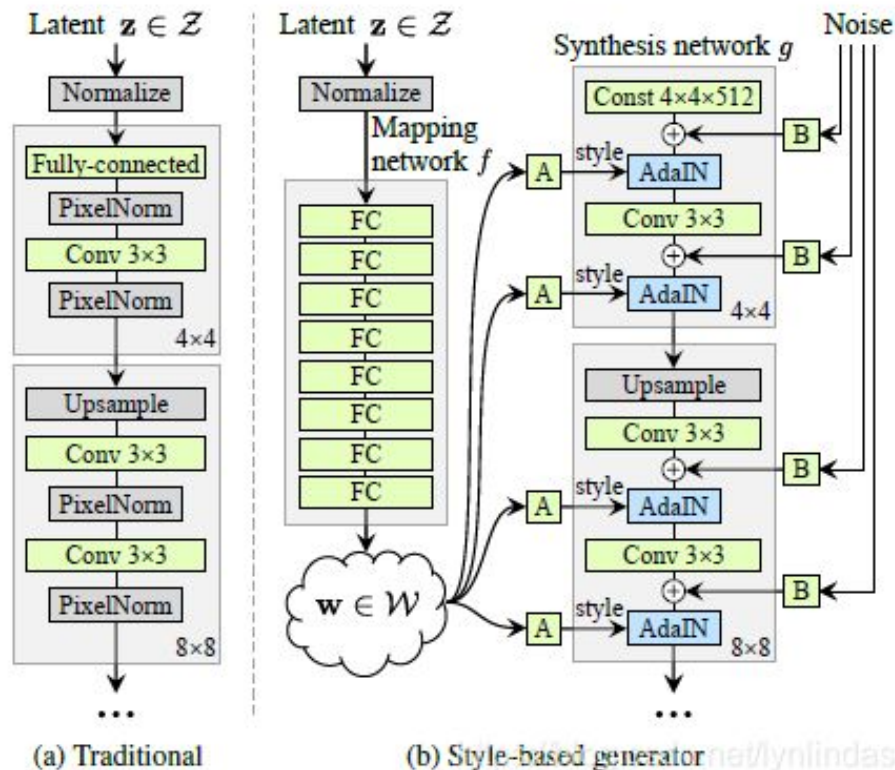 Latent z ∈ Z
Normalize
Fully-connected
PixelNorm
Conv 3×3
PixelNorm
4×4
Upsample
Conv 3×3
PixelNorm
Conv 3×3
PixelNorm
8×8
...
(a) Traditional
Latent z ∈ Z
Normalize
Mapping
network f
FC
FC
FC
FC
FC
FC
FC
FC
w ∈ W
A
style
A
style
A
style
A
style
Synthesis network g
Const 4×4×512
AdaIN
Conv 3×3
AdaIN
4×4
Upsample
Conv 3×3
AdaIN
Conv 3×3
AdaIN
8×8
...
Noise
B
B
B
B
(b) Style-based generator
net/lynlindas